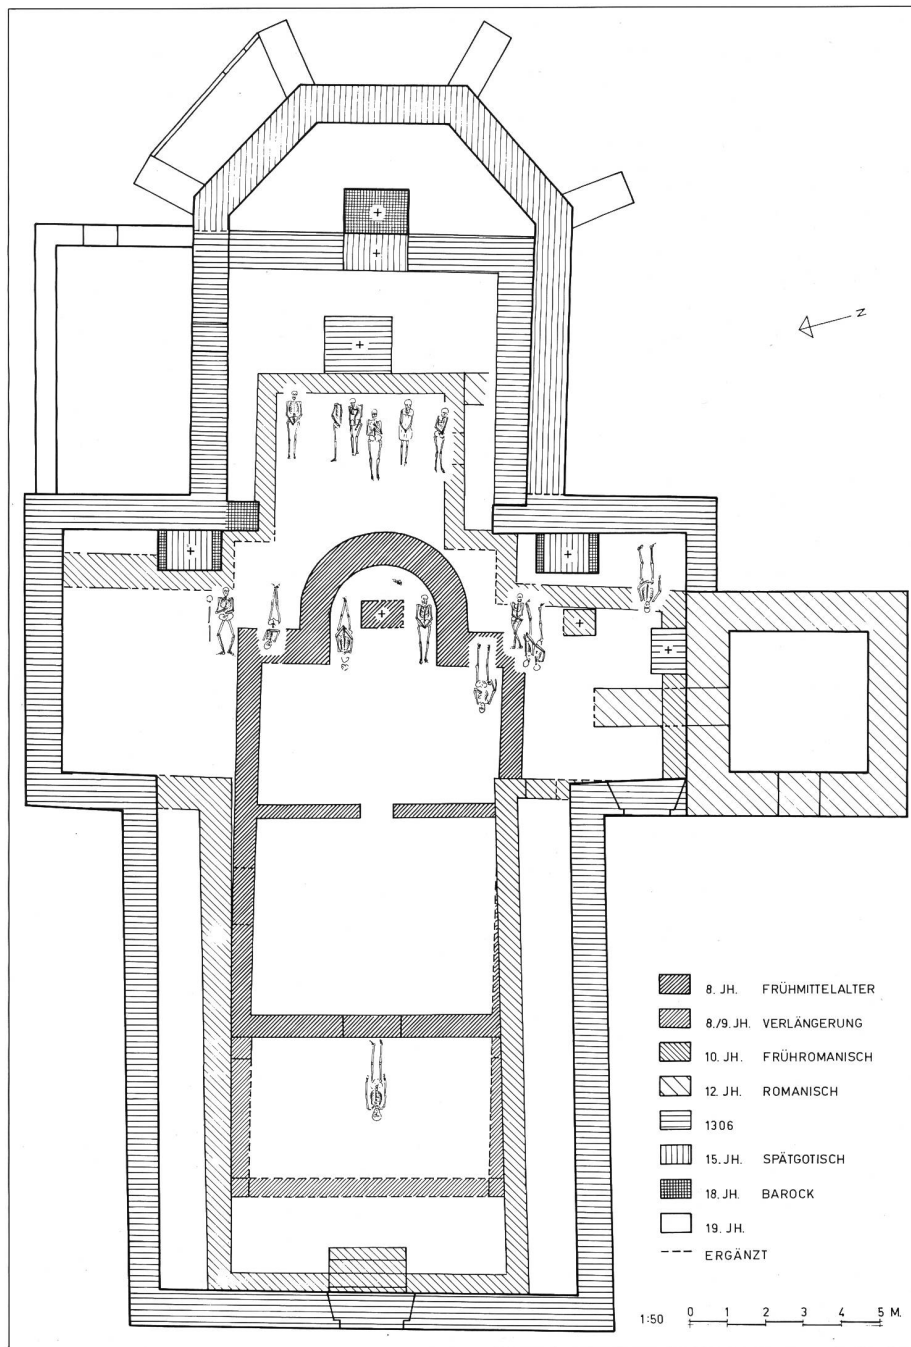 N
8. JH. FRÜHMITTELALTER
8./9. JH. VERLÄNGERUNG
10. JH. FRÜHROMANISCH
12. JH. ROMANISCH
1306
15. JH. SPÄTGOTISCH
18. JH. BAROCK
19. JH.
ERGÄNZT
1:50 0 1 2 3 4 5 M.